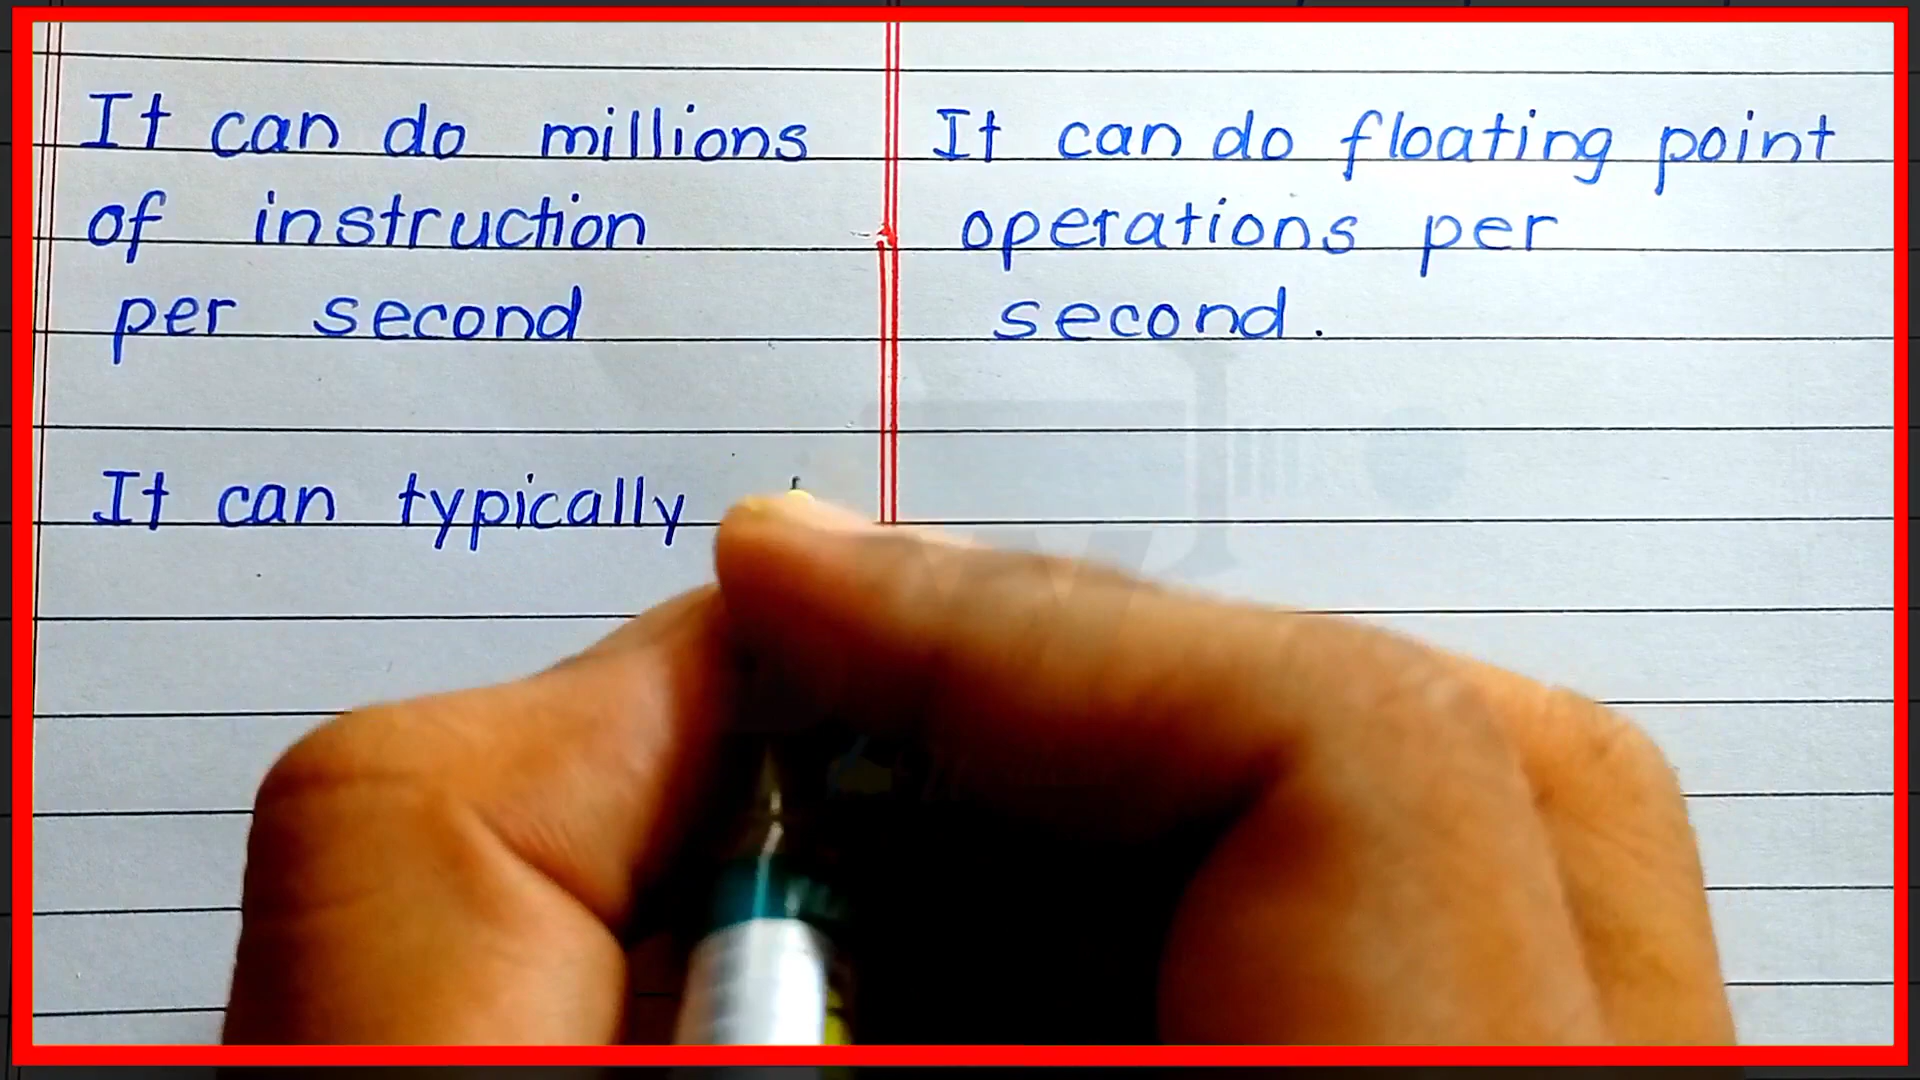 It can do millions
of instruction
per second
It can typically
It can do floating point
operations per
second.